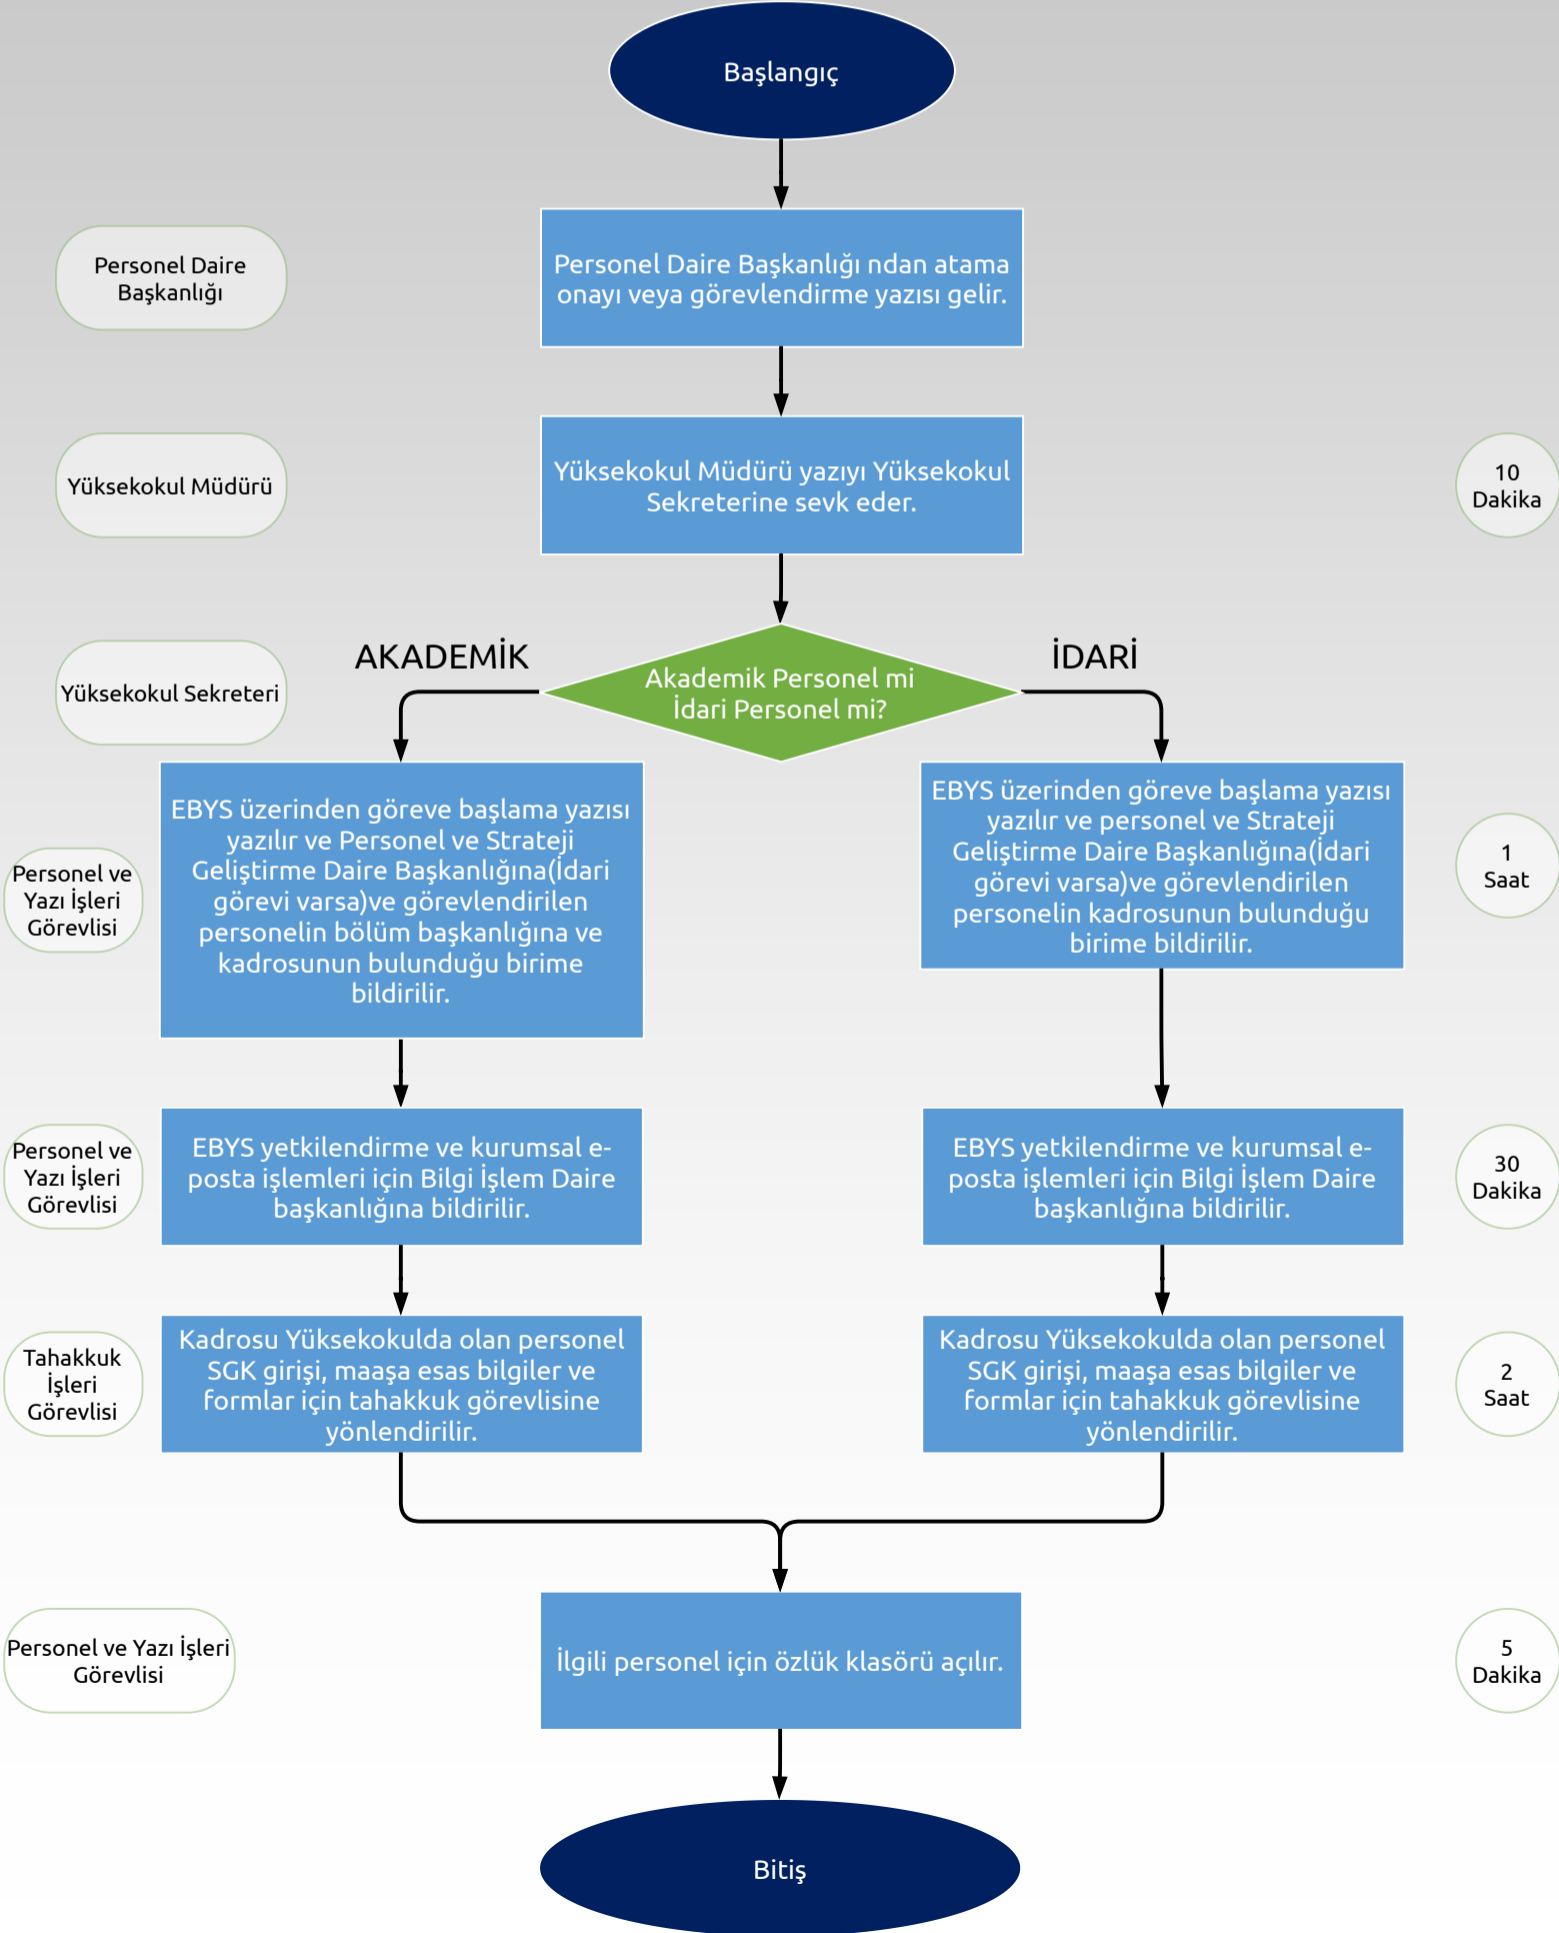 Başlangıç
Personel Daire
Başkanlığı
Personel Daire Başkanlığı ndan atama
onayı veya görevlendirme yazısı gelir.
Yüksekokul Müdürü
Yüksekokul Müdürü yazıyı Yüksekokul
Sekreterine sevk eder.
10
Dakika
Yüksekokul Sekreteri
AKADEMİK
Akademik Personel mi
İdari Personel mi?
İDARİ
Personel ve
Yazı İşleri
Görevlisi
EBYS üzerinden göreve başlama yazısı
yazılır ve Personel ve Strateji
Geliştirme Daire Başkanlığına(İdari
görevi varsa)ve görevlendirilen
personelin bölüm başkanlığına ve
kadrosunun bulunduğu birime
bildirilir.
EBYS üzerinden göreve başlama yazısı
yazılır ve personel ve Strateji
Geliştirme Daire Başkanlığına(İdari
görevi varsa)ve görevlendirilen
personelin kadrosunun bulunduğu
birime bildirilir.
1
Saat
Personel ve
Yazı İşleri
Görevlisi
EBYS yetkilendirme ve kurumsal e-
posta işlemleri için Bilgi İşlem Daire
başkanlığına bildirilir.
EBYS yetkilendirme ve kurumsal e-
posta işlemleri için Bilgi İşlem Daire
başkanlığına bildirilir.
30
Dakika
Tahakkuk
İşleri
Görevlisi
Kadrosu Yüksekokulda olan personel
SGK girişi, maaşa esas bilgiler ve
formlar için tahakkuk görevlisine
yönlendirilir.
Kadrosu Yüksekokulda olan personel
SGK girişi, maaşa esas bilgiler ve
formlar için tahakkuk görevlisine
yönlendirilir.
2
Saat
Personel ve Yazı İşleri
Görevlisi
İlgili personel için özlük klasörü açılır.
5
Dakika
Bitiş